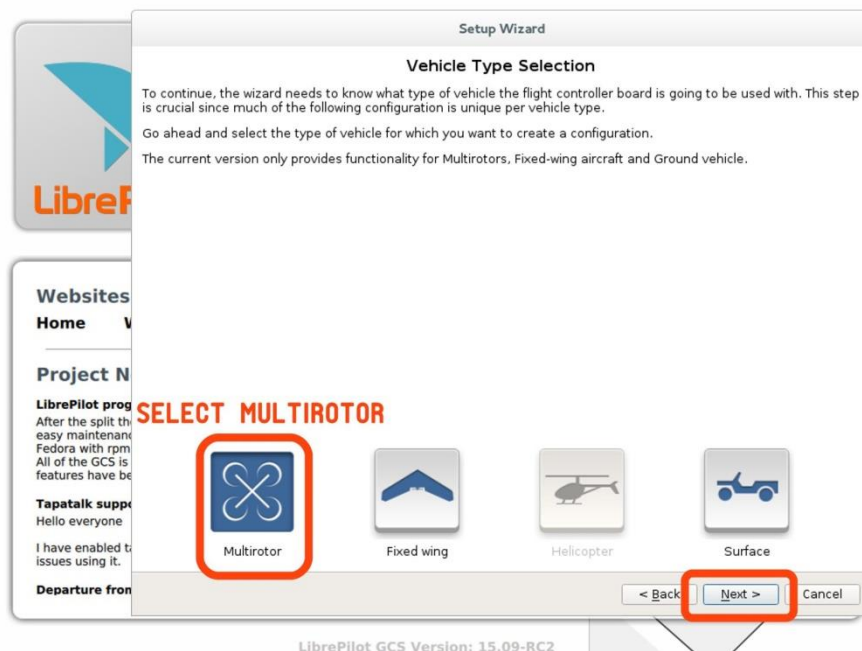 Setup Wizard
Vehicle Type Selection
To continue, the wizard needs to know what type of vehicle the flight controller board is going to be used with. This step
is crucial since much of the following configuration is unique per vehicle type.
Go ahead and select the type of vehicle for which you want to create a configuration.
The current version only provides functionality for Multirotors, Fixed-wing aircraft and Ground vehicle.
Libre
Websites
Home
Project N
LibrePilot prog
After the split th
easy maintenanc
Fedora with rpm
All of the GCS is
features have be
Tapatalk suppo
Hello everyone
I have enabled ta
issues using it.
Departure from
SELECT MULTIROTOR
Multirotor
Fixed wing
Helicopter
Surface
< Back
Next >
Cancel
LibrePilot GCS Version: 15.09-RC2